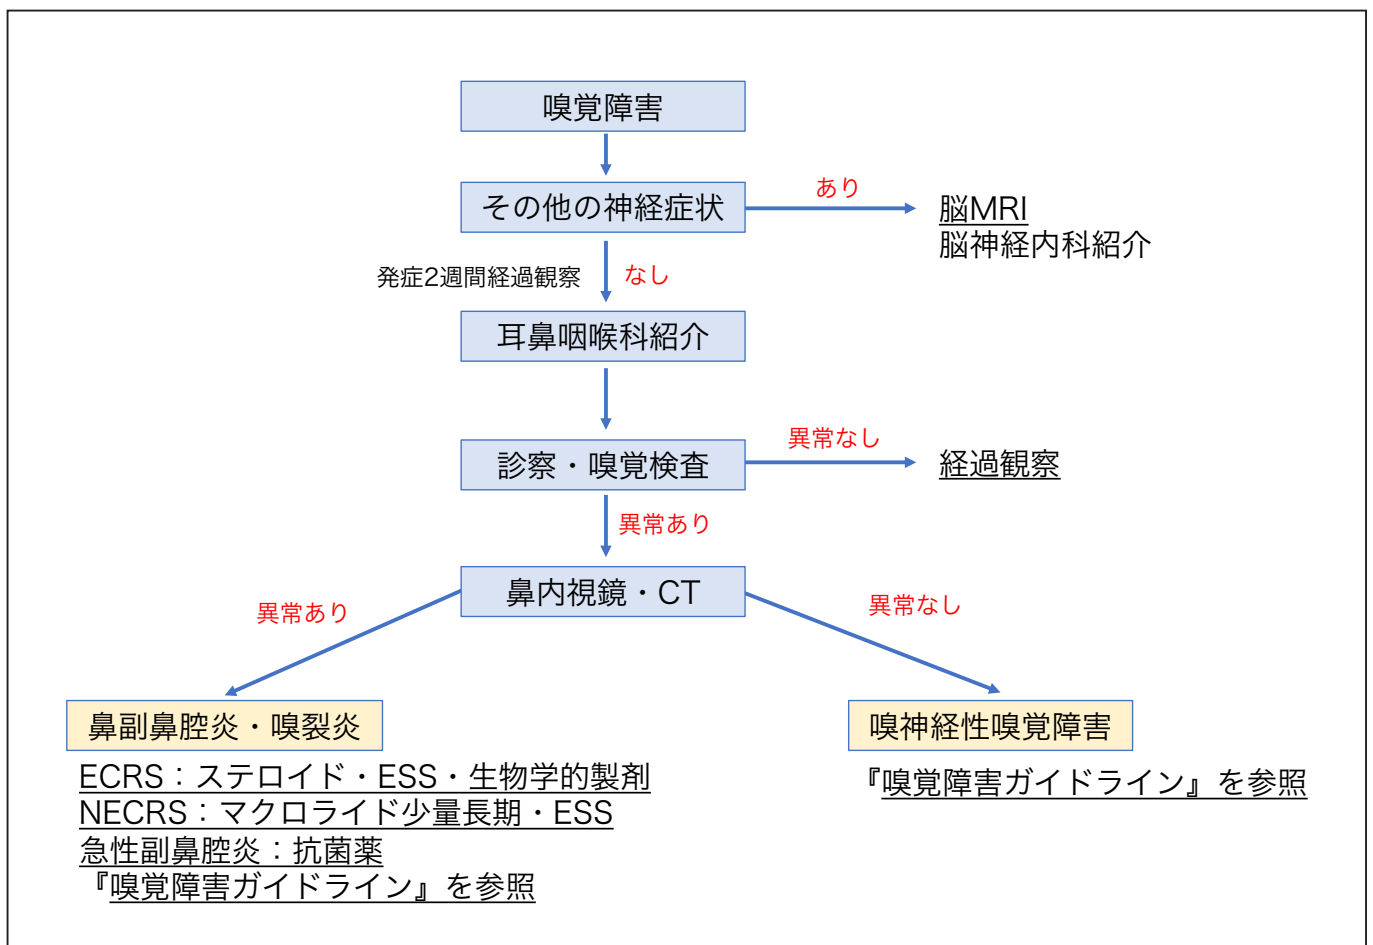 嗅覚障害
その他の神経症状
あり
脳MRI
脳神経内科紹介
発症2週間経過観察
なし
耳鼻咽喉科紹介
診察・嗅覚検査
異常なし
経過観察
異常あり
鼻内視鏡・CT
異常あり
異常なし
鼻副鼻腔炎・嗅裂炎
ECRS：ステロイド・ESS・生物学的製剤
NECRS：マクロライド少量長期・ESS
急性副鼻腔炎：抗菌薬
『嗅覚障害ガイドライン』を参照
嗅神経性嗅覚障害
『嗅覚障害ガイドライン』を参照